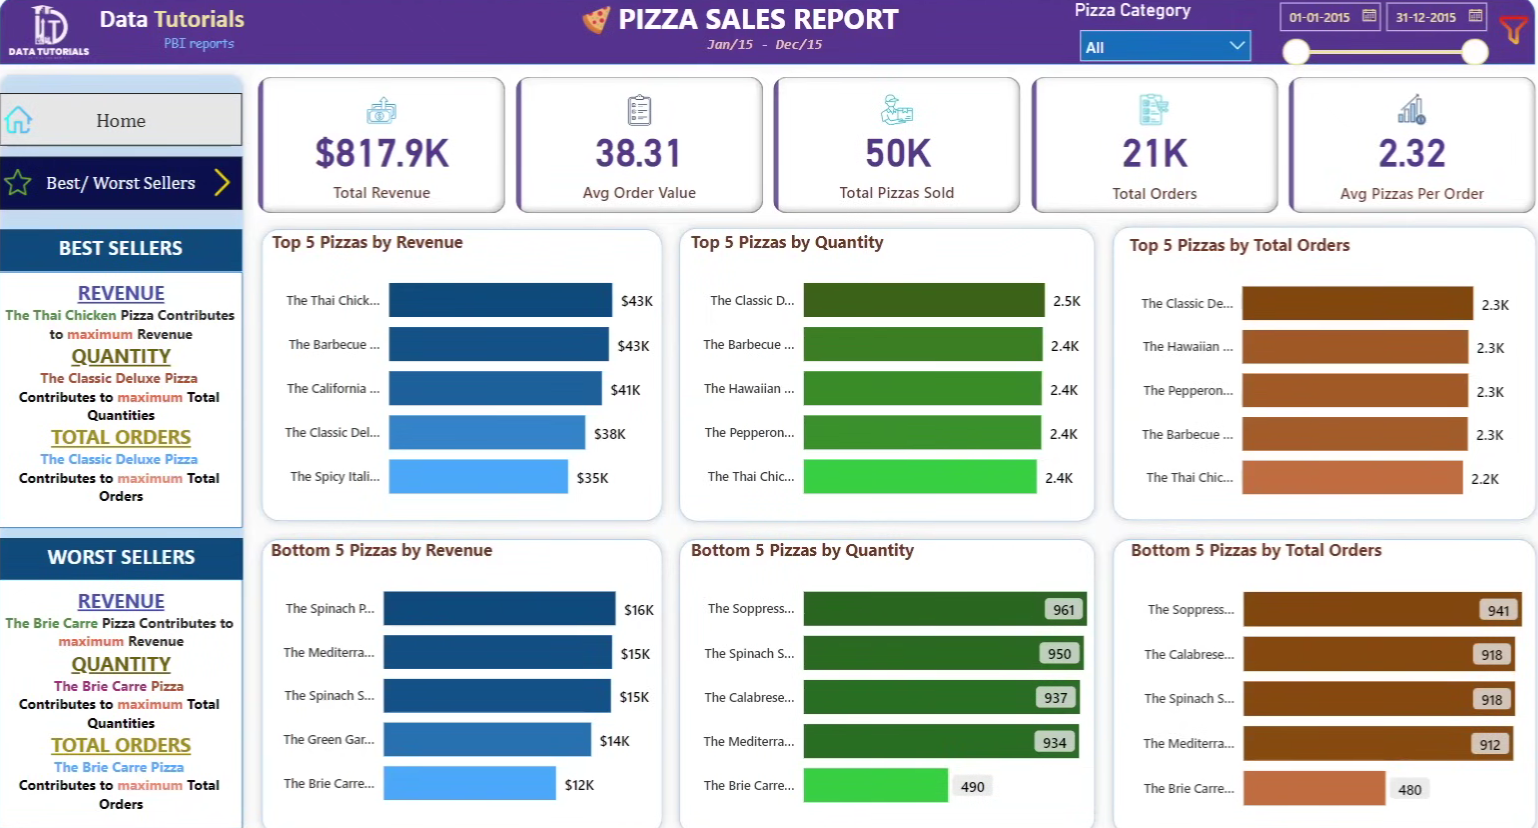 DATA TUTORIALS
Data Tutorials
PBI reports
PIZZA SALES REPORT
Jan/15 - Dec/15
Pizza Category
All
01-01-2015
31-12-2015
Home
Best/ Worst Sellers
$817.9K
Total Revenue
38.31
Avg Order Value
50K
Total Pizzas Sold
21K
Total Orders
2.32
Avg Pizzas Per Order
BEST SELLERS
REVENUE
The Thai Chicken Pizza Contributes
to maximum Revenue
QUANTITY
The Classic Deluxe Pizza
Contributes to maximum Total
Quantities
TOTAL ORDERS
The Classic Deluxe Pizza
Contributes to maximum Total
Orders
Top 5 Pizzas by Revenue
The Thai Chick... $43K
The Barbecue ... $43K
The California ... $41K
The Classic Del... $38K
The Spicy Itali... $35K
Top 5 Pizzas by Quantity
The Classic D... 2.5K
The Barbecue ... 2.4K
The Hawaiian ... 2.4K
The Pepperon... 2.4K
The Thai Chic... 2.4K
Top 5 Pizzas by Total Orders
The Classic De... 2.3K
The Hawaiian ... 2.3K
The Pepperon... 2.3K
The Barbecue ... 2.3K
The Thai Chic... 2.2K
WORST SELLERS
REVENUE
The Brie Carre Pizza Contributes to
maximum Revenue
QUANTITY
The Brie Carre Pizza
Contributes to maximum Total
Quantities
TOTAL ORDERS
The Brie Carre Pizza
Contributes to maximum Total
Orders
Bottom 5 Pizzas by Revenue
The Spinach P... $16K
The Mediterra... $15K
The Spinach S... $15K
The Green Gar... $14K
The Brie Carre... $12K
Bottom 5 Pizzas by Quantity
The Soppress... 961
The Spinach S... 950
The Calabrese... 937
The Mediterra... 934
The Brie Carre... 490
Bottom 5 Pizzas by Total Orders
The Soppress... 941
The Calabrese... 918
The Spinach S... 918
The Mediterra... 912
The Brie Carre... 480